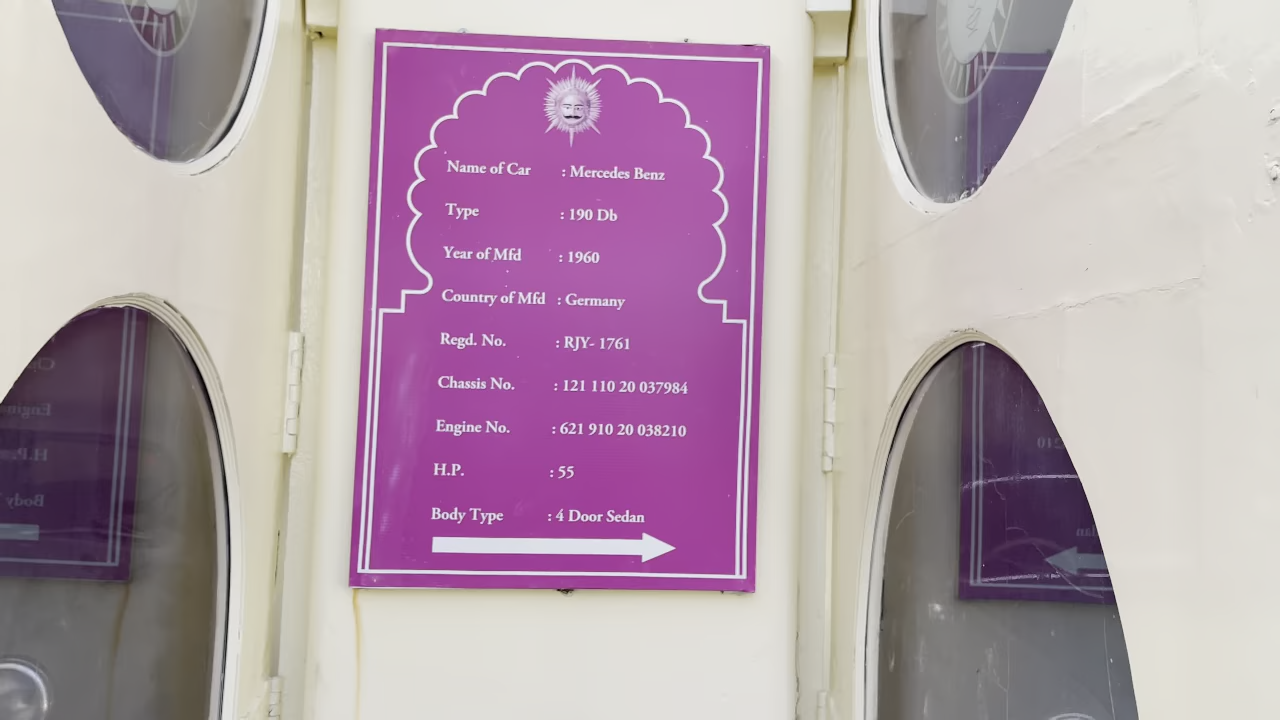 Name of Car : Mercedes Benz
Type : 190 Db
Year of Mfd : 1960
Country of Mfd : Germany
Regd. No. : RJY- 1761
Chassis No. : 121 110 20 037984
Engine No. : 621 910 20 038210
H.P. : 55
Body Type : 4 Door Sedan